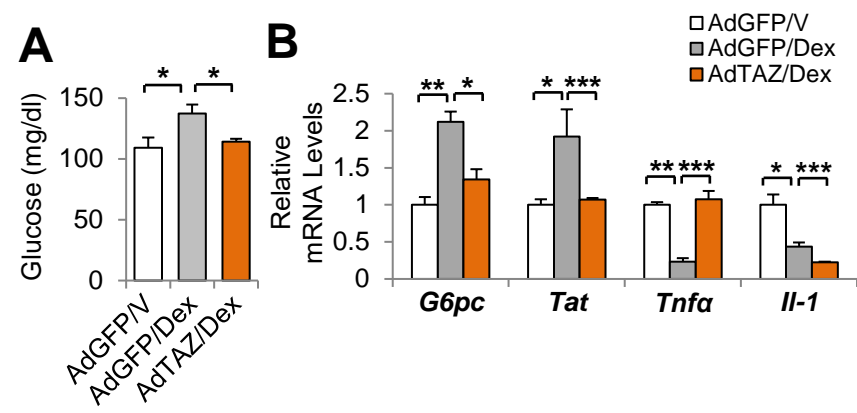 A
Glucose (mg/dl)
150
100
50
0
* *
AdGFP/V
AdGFP/Dex
AdTAZ/Dex
B
AdGFP/V
AdGFP/Dex
AdTAZ/Dex
Relative
mRNA Levels
2.5
2
1.5
1
0.5
0
** *
* ***
** ***
* ***
G6pc Tat Tnfα Il-1